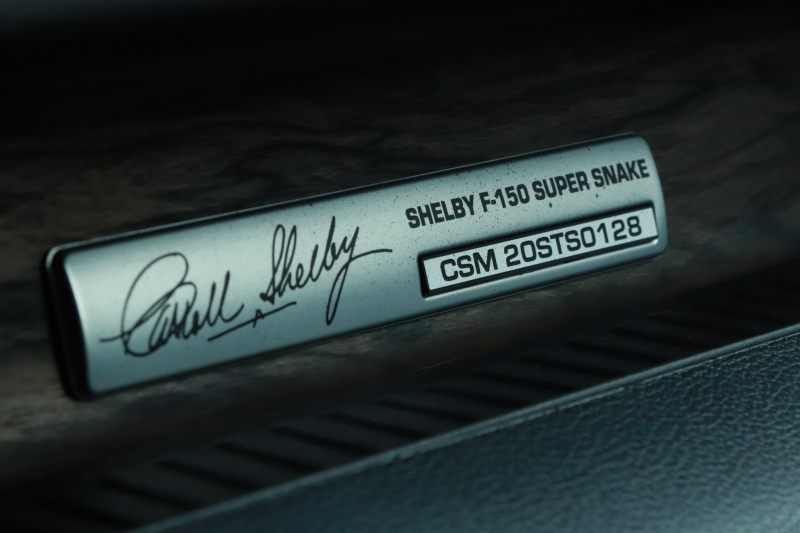 Carroll Shelby
SHELBY F-150 SUPER SNAKE
CSM 20STS0128